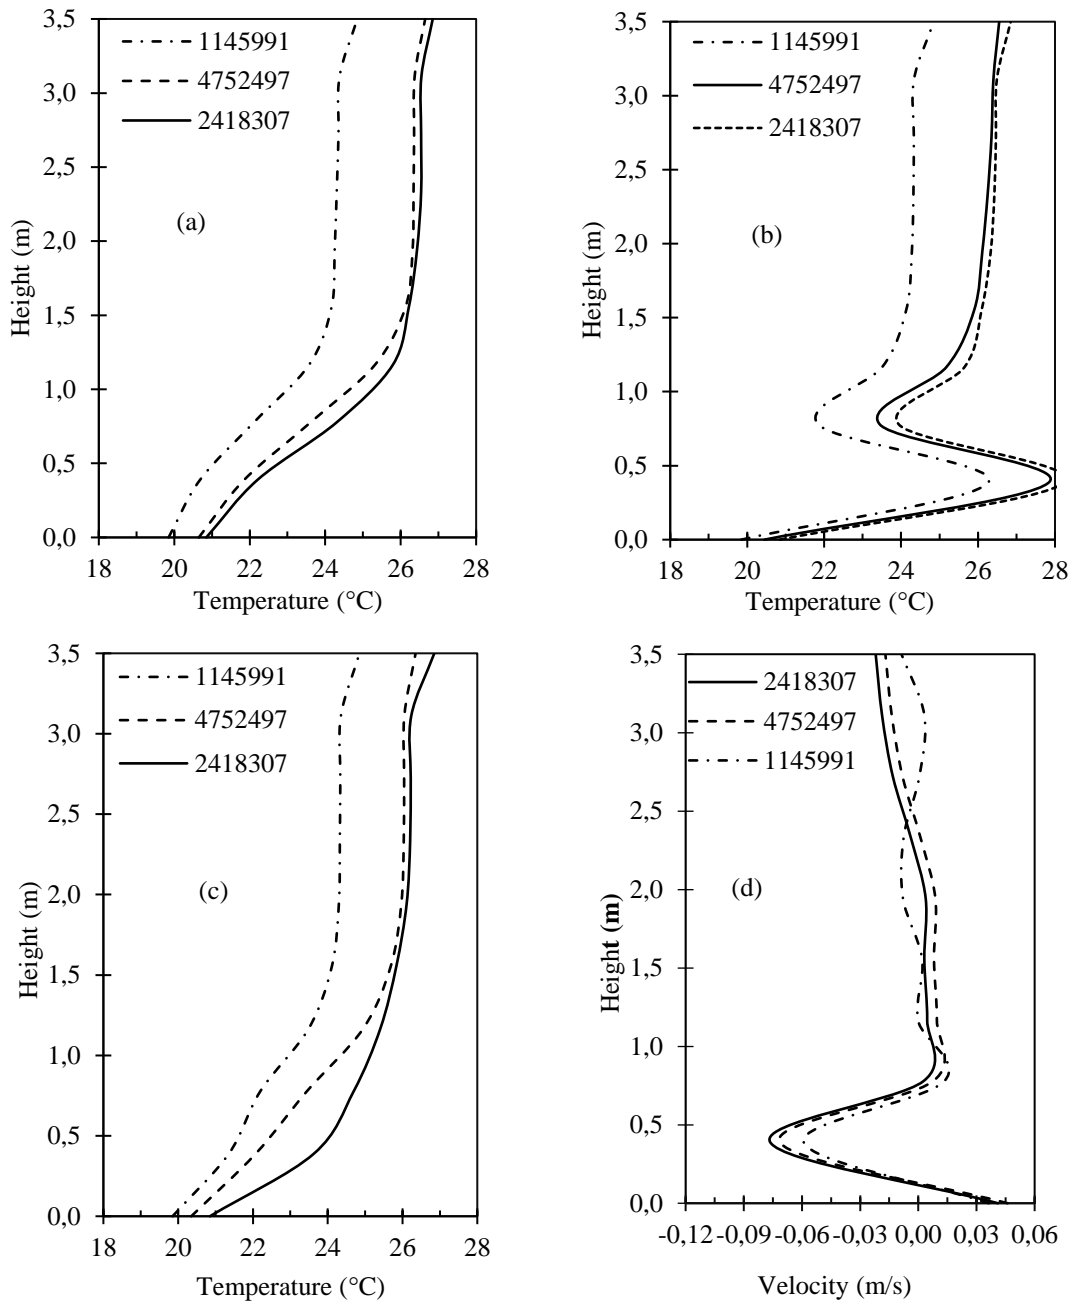 3,5
3,0
2,5
2,0
1,5
1,0
0,5
0,0
18 20 22 24 26 28
Height (m)
Temperature (°C)
1145991
4752497
2418307
(a)
3,5
3,0
2,5
2,0
1,5
1,0
0,5
0,0
18 20 22 24 26 28
Height (m)
Temperature (°C)
1145991
4752497
2418307
(b)
3,5
3,0
2,5
2,0
1,5
1,0
0,5
0,0
18 20 22 24 26 28
Height (m)
Temperature (°C)
1145991
4752497
2418307
(c)
3,5
3,0
2,5
2,0
1,5
1,0
0,5
0,0
-0,12 -0,09 -0,06 -0,03 0,00 0,03 0,06
Height (m)
Velocity (m/s)
2418307
4752497
1145991
(d)